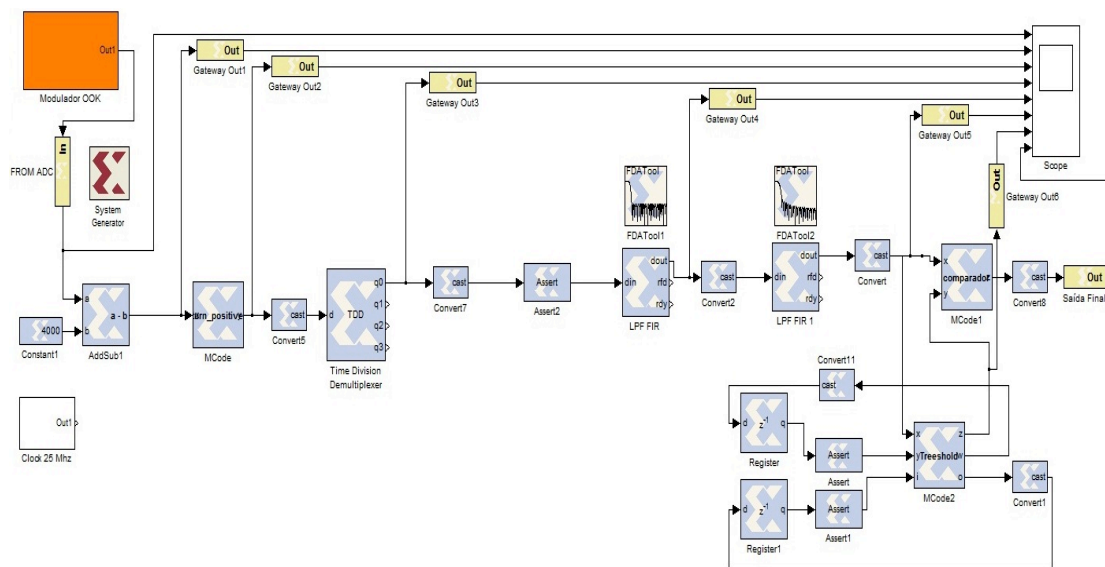 Out1
Modulador OOK
In
FROM ADC
System
Generator
Out
Gateway Out1
Out
Gateway Out2
Out
Gateway Out3
Out
Gateway Out4
Out
Gateway Out5
Out
Gateway Out6
Scope
FDATool
FDATool1
FDATool
FDATool2
a
b
a - b
AddSub1
4000
Constant1
urn_positive
MCode
cast
Convert5
d
TDD
q0
q1
q2
q3
Time Division
Demultiplexer
cast
Convert7
Assert
Assert2
din
dout
rfd
rdy
LPF FIR
cast
Convert2
din
dout
rfd
rdy
LPF FIR 1
cast
Convert
x
y
comparador
z
MCode1
cast
Convert8
Out
Saída Final
Out1
Clock 25 Mhz
Convert11
cast
d
z-1
q
Register
Assert
Assert
x
y
i
Treeshold
z
w
o
MCode2
cast
Convert1
d
z-1
q
Register1
Assert
Assert1